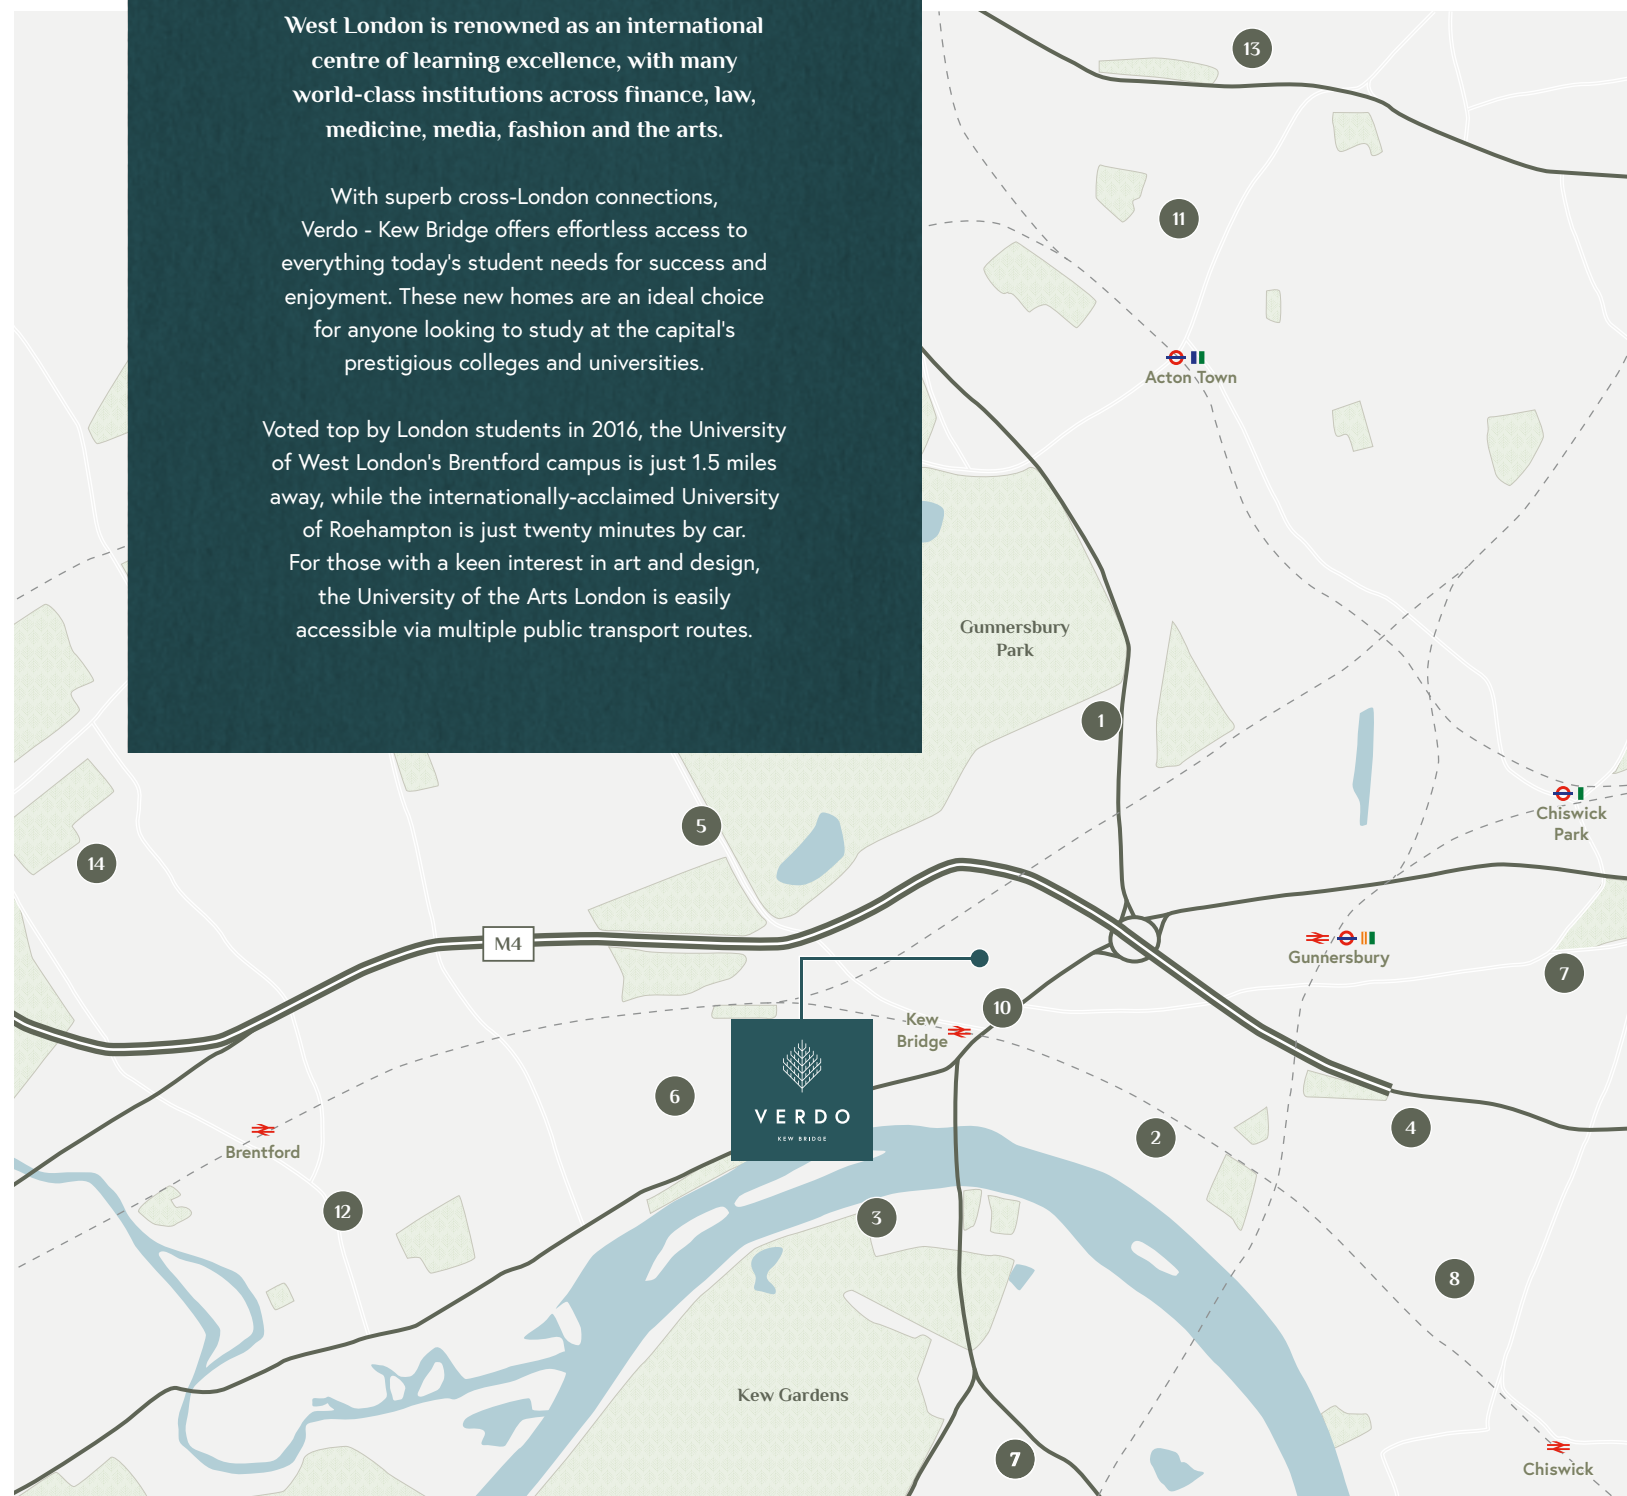 West London is renowned as an international
centre of learning excellence, with many
world-class institutions across finance, law,
medicine, media, fashion and the arts.
With superb cross-London connections,
Verdo - Kew Bridge offers effortless access to
everything today's student needs for success and
enjoyment. These new homes are an ideal choice
for anyone looking to study at the capital's
prestigious colleges and universities.
Voted top by London students in 2016, the University
of West London's Brentford campus is just 1.5 miles
away, while the internationally-acclaimed University
of Roehampton is just twenty minutes by car.
For those with a keen interest in art and design,
the University of the Arts London is easily
accessible via multiple public transport routes.
13
11
Acton Town
Gunnersbury
Park
1
Chiswick
Park
5
14
M4
Gunnersbury
7
10
Kew
Bridge
6
VERDO
KEW BRIDGE
2
4
Brentford
12
3
8
Kew Gardens
7
Chiswick